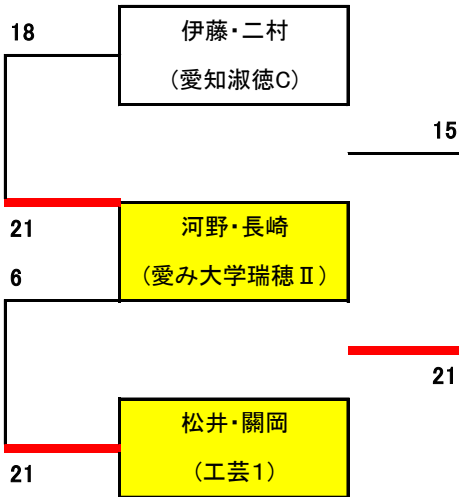 18
伊藤・二村
(愛知淑徳C)
15
21
河野・長崎
6
(愛み大学瑞穂Ⅱ)
21
松井・關岡
21
(工芸1)